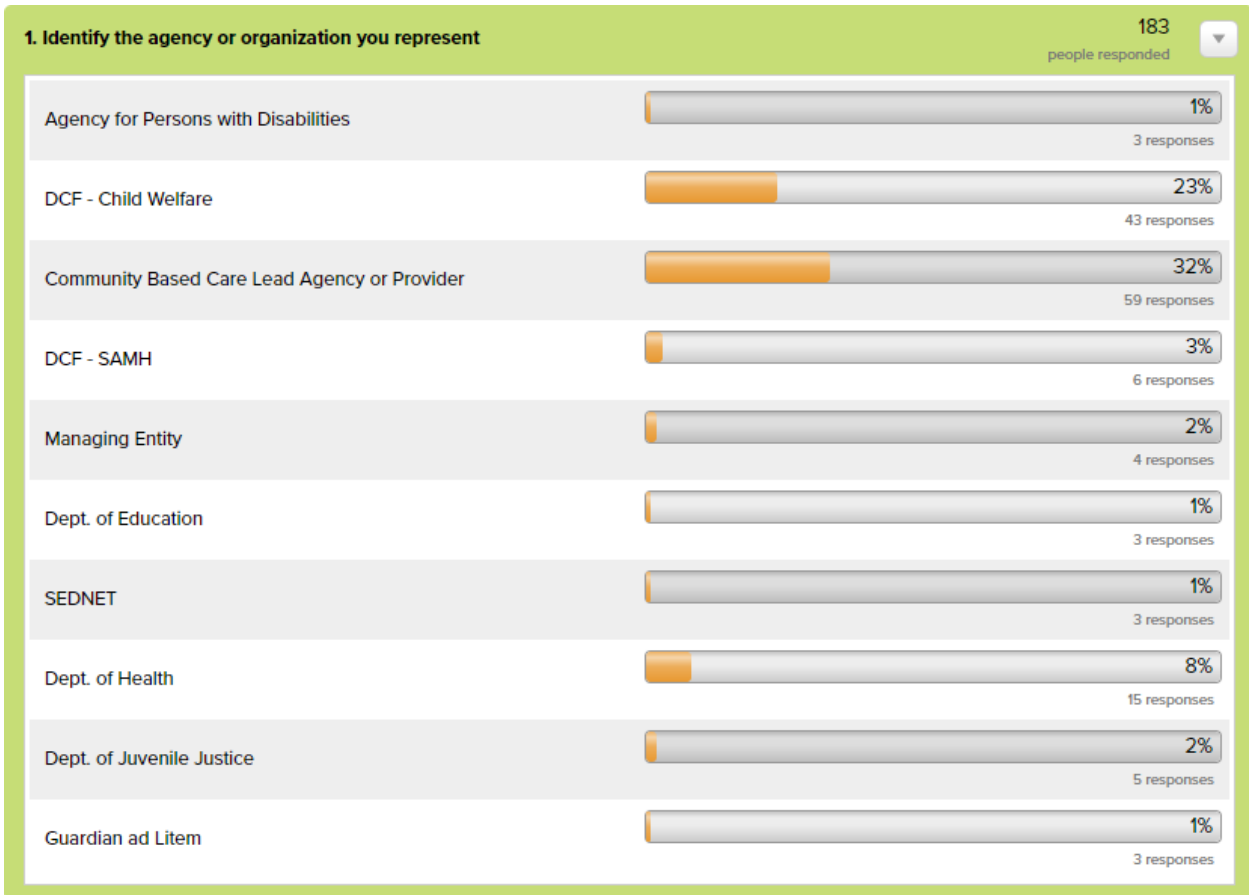 1. Identify the agency or organization you represent
183
people responded
Agency for Persons with Disabilities
1%
3 responses
DCF - Child Welfare
23%
43 responses
Community Based Care Lead Agency or Provider
32%
59 responses
DCF - SAMH
3%
6 responses
Managing Entity
2%
4 responses
Dept. of Education
1%
3 responses
SEDNET
1%
3 responses
Dept. of Health
8%
15 responses
Dept. of Juvenile Justice
2%
5 responses
Guardian ad Litem
1%
3 responses